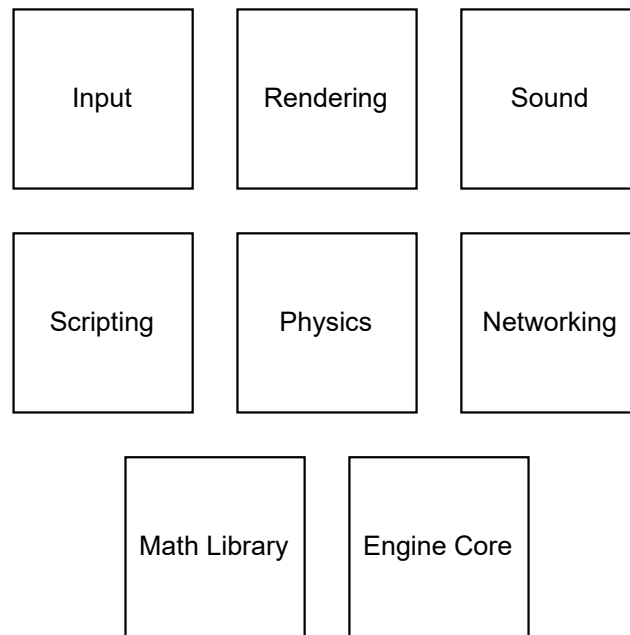 Input
Rendering
Sound
Scripting
Physics
Networking
Math Library
Engine Core